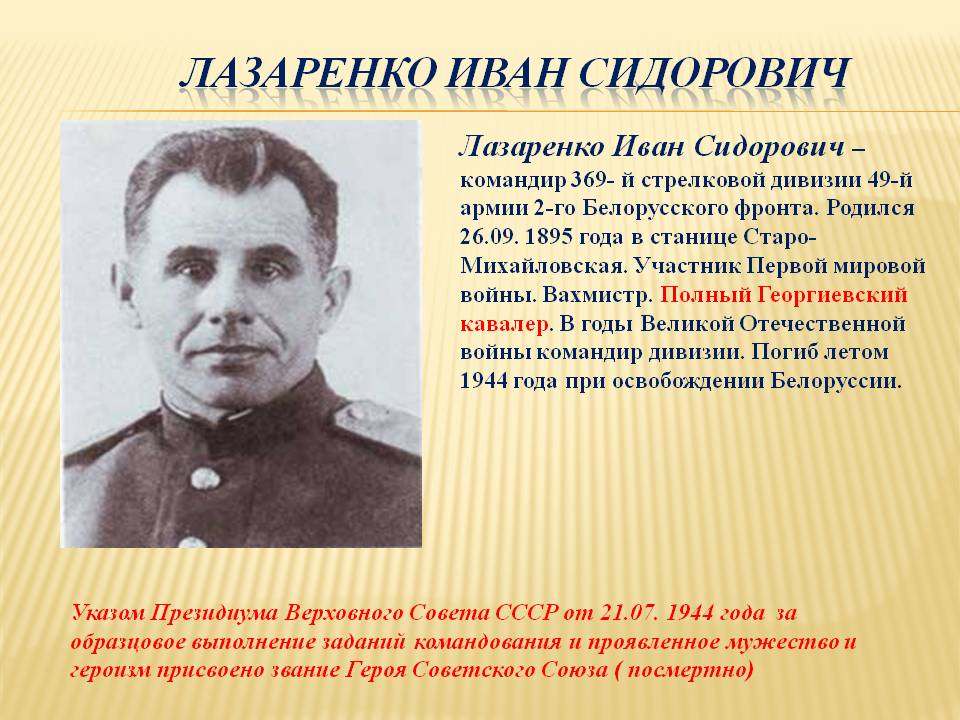 ЛАЗАРЕНКО ИВАН СИДОРОВИЧ
Лазаренко Иван Сидорович –
командир 369- й стрелковой дивизии 49-й
армии 2-го Белорусского фронта. Родился
26.09. 1895 года в станице Старо-
Михайловская. Участник Первой мировой
войны. Вахмистр. Полный Георгиевский
кавалер. В годы Великой Отечественной
войны командир дивизии. Погиб летом
1944 года при освобождении Белоруссии.
Указом Президиума Верховного Совета СССР от 21.07. 1944 года за
образцовое выполнение заданий командования и проявленное мужество и
героизм присвоено звание Героя Советского Союза ( посмертно)